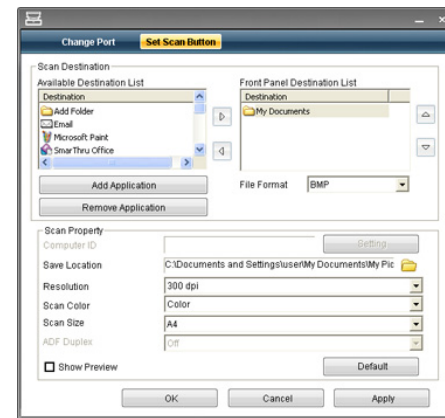 Change Port Set Scan Button
Scan Destination
Available Destination List
Destination
Add Folder
Email
Microsoft Paint
SmarThru Office
Add Application
Remove Application
Front Panel Destination List
Destination
My Documents
File Format BMP
Scan Property
Computer ID Setting
Save Location C:\Documents and Settings\user\My Documents\My Pic
Resolution 300 dpi
Scan Color Color
Scan Size A4
ADF Duplex Off
Show Preview Default
OK Cancel Apply